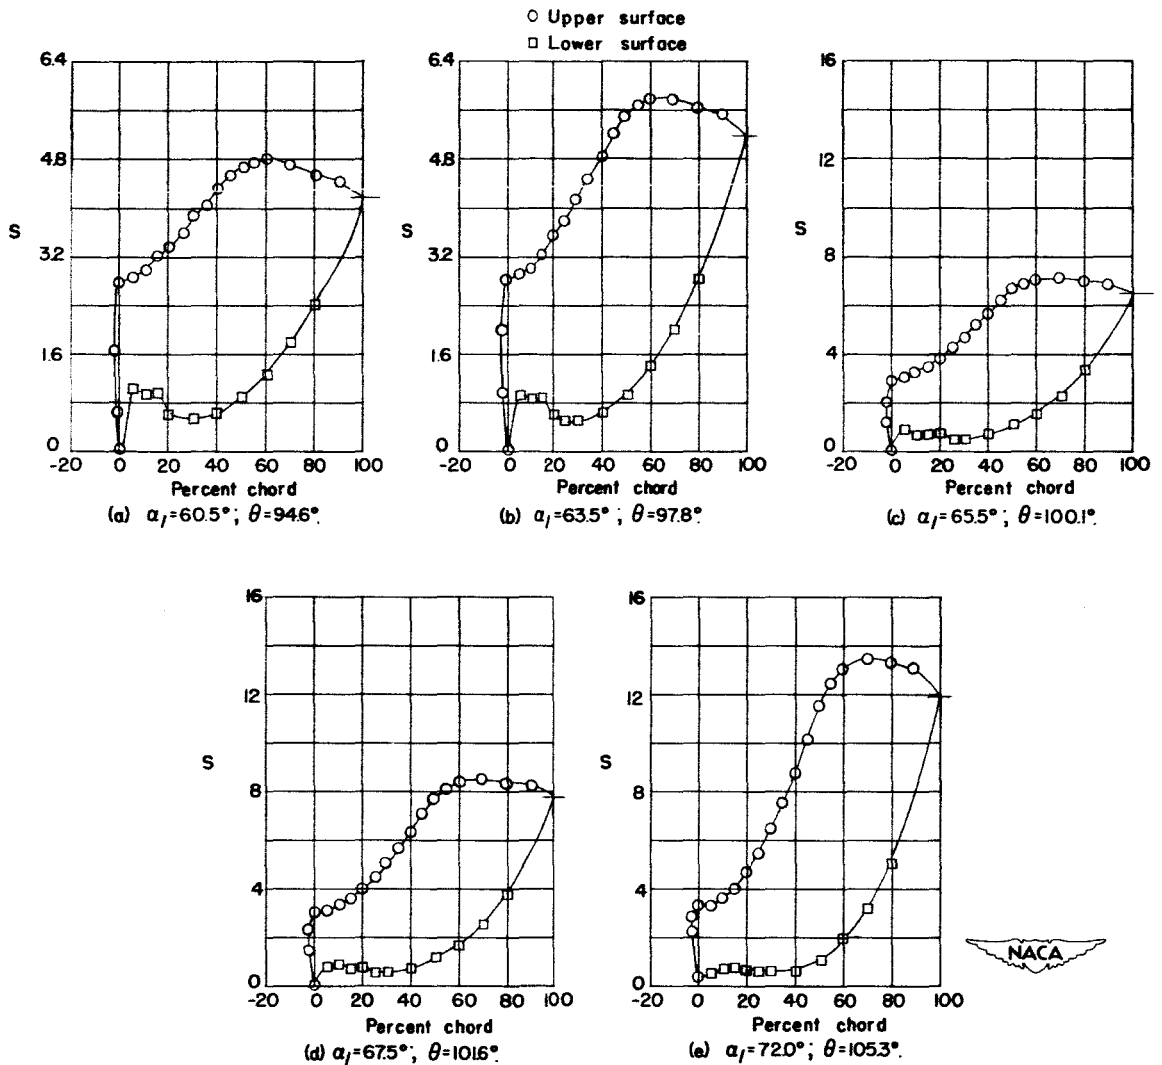 ○ Upper surface
□ Lower surface
6.4
4.8
S
3.2
1.6
0
-20 0 20 40 60 80 100
Percent chord
(a) α₁=60.5°; θ=94.6°.
6.4
4.8
S
3.2
1.6
0
-20 0 20 40 60 80 100
Percent chord
(b) α₁=63.5°; θ=97.8°.
16
12
S
8
4
0
-20 0 20 40 60 80 100
Percent chord
(c) α₁=65.5°; θ=100.1°.
16
12
S
8
4
0
-20 0 20 40 60 80 100
Percent chord
(d) α₁=67.5°; θ=101.6°.
16
12
S
8
4
0
-20 0 20 40 60 80 100
Percent chord
(e) α₁=72.0°; θ=105.3°.
NACA